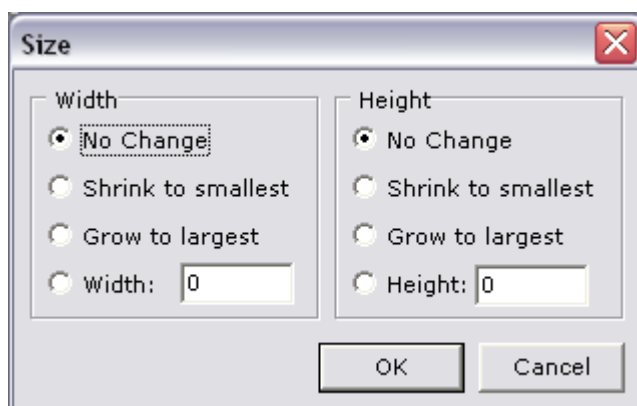 Size
Width
No Change
Shrink to smallest
Grow to largest
Width: 0
Height
No Change
Shrink to smallest
Grow to largest
Height: 0
OK
Cancel